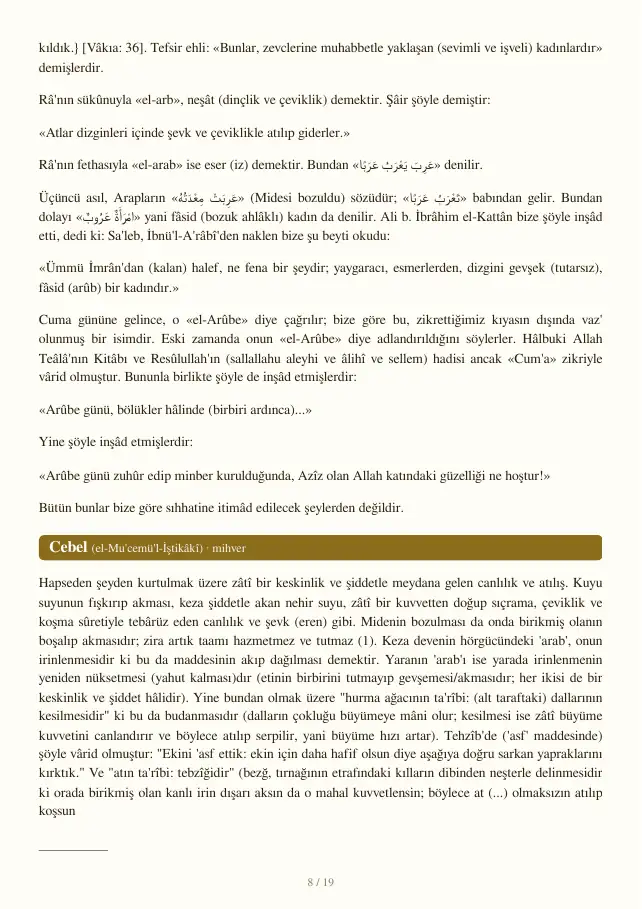 kıldık.} [Vâkıa: 36]. Tefsir ehli: «Bunlar, zevclerine muhabbetle yaklaşan (sevimli ve işveli) kadınlardır»
demişlerdir.
Râ'nın sükûnuyla «el-arb», neşât (dinçlik ve çeviklik) demektir. Şâir şöyle demiştir:
«Atlar dizginleri içinde şevk ve çeviklikle atılıp giderler.»
Râ'nın fethasıyla «el-arab» ise eser (iz) demektir. Bundan «عَرِبَ يَعْرَبُ عَرَبًا» denilir.
Üçüncü asıl, Arapların «عَرِبَتْ مِعْدَتُهُ» (Midesi bozuldu) sözüdür; «تَعْرَبُ عَرَبًا» babından gelir. Bundan
dolayı «امْرَأَةٌ عَرُوبٌ» yani fâsid (bozuk ahlâklı) kadın da denilir. Ali b. İbrâhim el-Kattân bize şöyle inşâd
etti, dedi ki: Sa'leb, İbnü'l-A'râbî'den naklen bize şu beyti okudu:
«Ümmü İmrân'dan (kalan) halef, ne fena bir şeydir; yaygaracı, esmerlerden, dizgini gevşek (tutarsız),
fâsid (arûb) bir kadındır.»
Cuma gününe gelince, o «el-Arûbe» diye çağrılır; bize göre bu, zikrettiğimiz kıyasın dışında vaz'
olunmuş bir isimdir. Eski zamanda onun «el-Arûbe» diye adlandırıldığını söylerler. Hâlbuki Allah
Teâlâ'nın Kitâbı ve Resûlullah'ın (sallallahu aleyhi ve âlihî ve sellem) hadisi ancak «Cum'a» zikriyle
vârid olmuştur. Bununla birlikte şöyle de inşâd etmişlerdir:
«Arûbe günü, bölükler hâlinde (birbiri ardınca)...»
Yine şöyle inşâd etmişlerdir:
«Arûbe günü zuhûr edip minber kurulduğunda, Azîz olan Allah katındaki güzelliği ne hoştur!»
Bütün bunlar bize göre sıhhatine itimâd edilecek şeylerden değildir.
Cebel (el-Mu'cemü'l-İştikâkî) · mihver
Hapseden şeyden kurtulmak üzere zâtî bir keskinlik ve şiddetle meydana gelen canlılık ve atılış. Kuyu
suyunun fışkırıp akması, keza şiddetle akan nehir suyu, zâtî bir kuvvetten doğup sıçrama, çeviklik ve
koşma sûretiyle tebârüz eden canlılık ve şevk (eren) gibi. Midenin bozulması da onda birikmiş olanın
boşalıp akmasıdır; zira artık taamı hazmetmez ve tutmaz (1). Keza devenin hörgücündeki 'arab', onun
irinlenmesidir ki bu da maddesinin akıp dağılması demektir. Yaranın 'arab'ı ise yarada irinlenmenin
yeniden nüksetmesi (yahut kalması)dır (etinin birbirini tutmayıp gevşemesi/akmasıdır; her ikisi de bir
keskinlik ve şiddet hâlidir). Yine bundan olmak üzere "hurma ağacının ta'rîbi: (alt taraftaki) dallarının
kesilmesidir" ki bu da budanmasıdır (dalların çokluğu büyümeye mâni olur; kesilmesi ise zâtî büyüme
kuvvetini canlandırır ve böylece atılıp serpilir, yani büyüme hızı artar). Tehzîb'de ('asf' maddesinde)
şöyle vârid olmuştur: "Ekini 'asf ettik: ekin için daha hafif olsun diye aşağıya doğru sarkan yapraklarını
kırktık." Ve "atın ta'rîbi: tebzîğidir" (bezğ, tırnağının etrafındaki kılların dibinden neşterle delinmesidir
ki orada birikmiş olan kanlı irin dışarı aksın da o mahal kuvvetlensin; böylece at (...) olmaksızın atılıp
koşsun
8 / 19